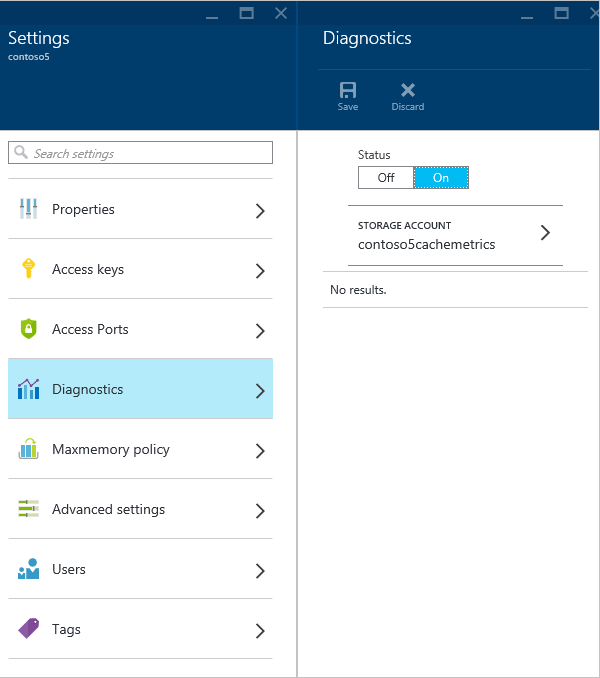 Settings
contoso5
Search settings
Properties
Access keys
Access Ports
Diagnostics
Maxmemory policy
Advanced settings
Users
Tags
Diagnostics
Save Discard
Status
Off On
STORAGE ACCOUNT
contoso5cachemetrics
No results.